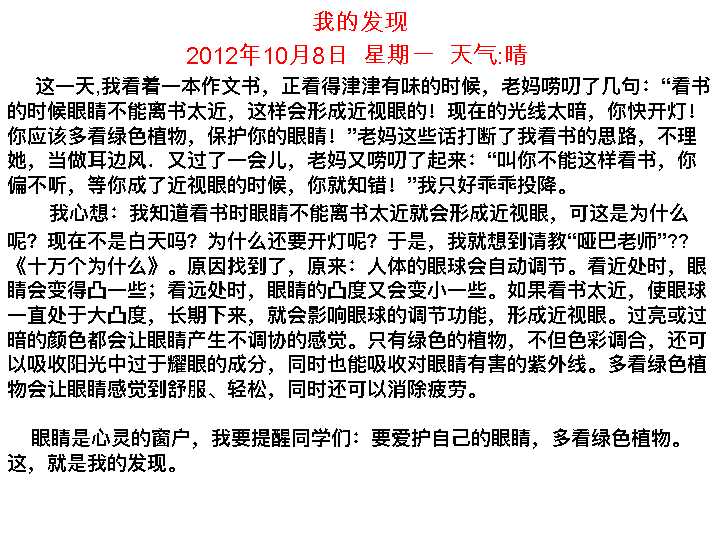 我的发现
2012年10月8日 星期一 天气:晴
这一天,我看着一本作文书，正看得津津有味的时候，老妈唠叨了几句：“看书
的时候眼睛不能离书太近，这样会形成近视眼的！现在的光线太暗，你快开灯！
你应该多看绿色植物，保护你的眼睛！”老妈这些话打断了我看书的思路，不理
她，当做耳边风．又过了一会儿，老妈又唠叨了起来：“叫你不能这样看书，你
偏不听，等你成了近视眼的时候，你就知错！”我只好乖乖投降。
我心想：我知道看书时眼睛不能离书太近就会形成近视眼，可这是为什么
呢？现在不是白天吗？为什么还要开灯呢？于是，我就想到请教“哑巴老师”??
《十万个为什么》。原因找到了，原来：人体的眼球会自动调节。看近处时，眼
睛会变得凸一些；看远处时，眼睛的凸度又会变小一些。如果看书太近，便眼球
一直处于大凸度，长期下来，就会影响眼球的调节功能，形成近视眼。过亮或过
暗的颜色都会让眼睛产生不调协的感觉。只有绿色的植物，不但色彩调合，还可
以吸收阳光中过于耀眼的成分，同时也能吸收对眼睛有害的紫外线。多看绿色植
物会让眼睛感觉到舒服、轻松，同时还可以消除疲劳。
眼睛是心灵的窗户，我要提醒同学们：要爱护自己的眼睛，多看绿色植物。
这，就是我的发现。